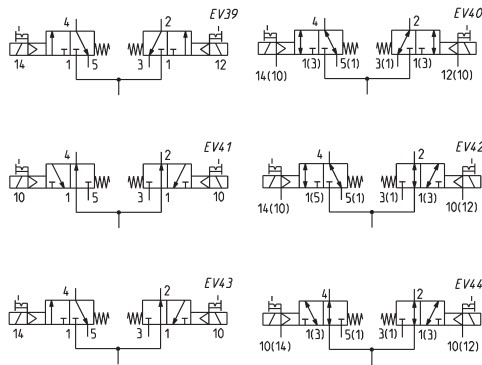 4 2 EV39
14 1 5 3 1 12
4 2 EV40
14(10) 1(3) 5(1) 3(1) 1(3) 12(10)
4 2 EV41
10 1 5 3 1 10
4 2 EV42
14(10) 1(5) 5(1) 3(1) 1(3) 10(12)
4 2 EV43
14 1 5 3 1 10
4 2 EV44
10(14) 1(3) 5(1) 3(1) 1(3) 10(12)